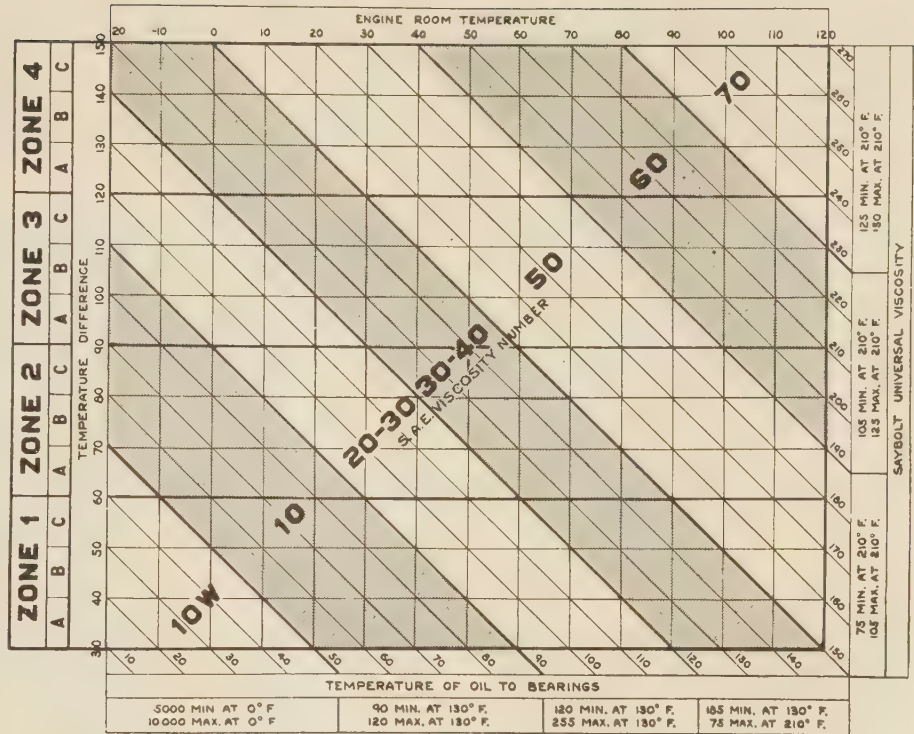 ENGINE ROOM TEMPERATURE
20 -10 0 10 20 30 40 50 60 70 80 90 100 110 120
ZONE 4
C
B
A
ZONE 3
C
B
A
ZONE 2
C
B
A
ZONE 1
C
B
A
TEMPERATURE DIFFERENCE
150
140
130
120
110
100
90
80
70
60
50
40
30
70
60
50
20-30 30-40
S.A.E. VISCOSITY NUMBER
10
10W
270
260
250
240
230
220
210
200
190
180
170
160
150
125 MIN. AT 210° F.
150 MAX. AT 210° F.
105 MIN. AT 210° F.
125 MAX. AT 210° F.
75 MIN. AT 210° F.
105 MAX. AT 210° F.
SAYBOLT UNIVERSAL VISCOSITY
10 20 30 40 50 60 70 80 90 100 110 120 130 140
TEMPERATURE OF OIL TO BEARINGS
5000 MIN AT 0° F
10000 MAX. AT 0° F
90 MIN. AT 130° F.
120 MAX. AT 130° F.
120 MIN. AT 130° F.
255 MAX. AT 130° F.
185 MIN. AT 130° F.
75 MAX. AT 210° F.